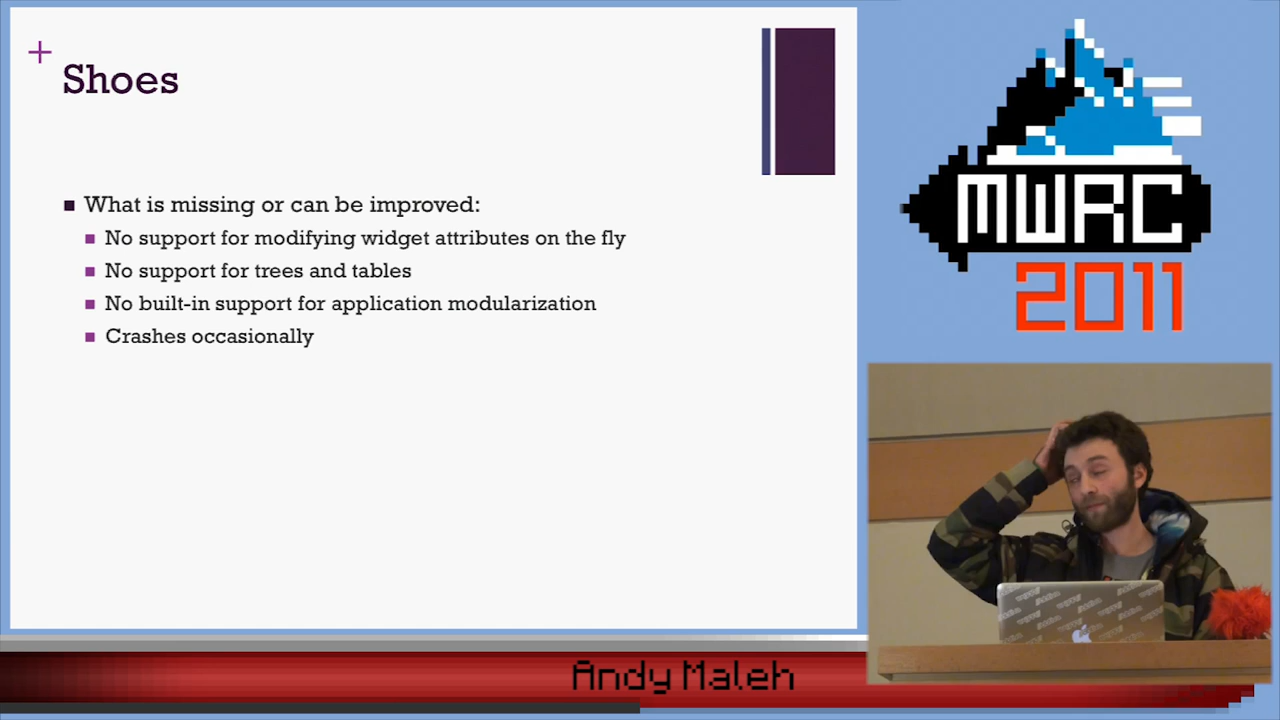 +
Shoes
What is missing or can be improved:
No support for modifying widget attributes on the fly
No support for trees and tables
No built-in support for application modularization
Crashes occasionally
MWRC
2011
Andy Maleh